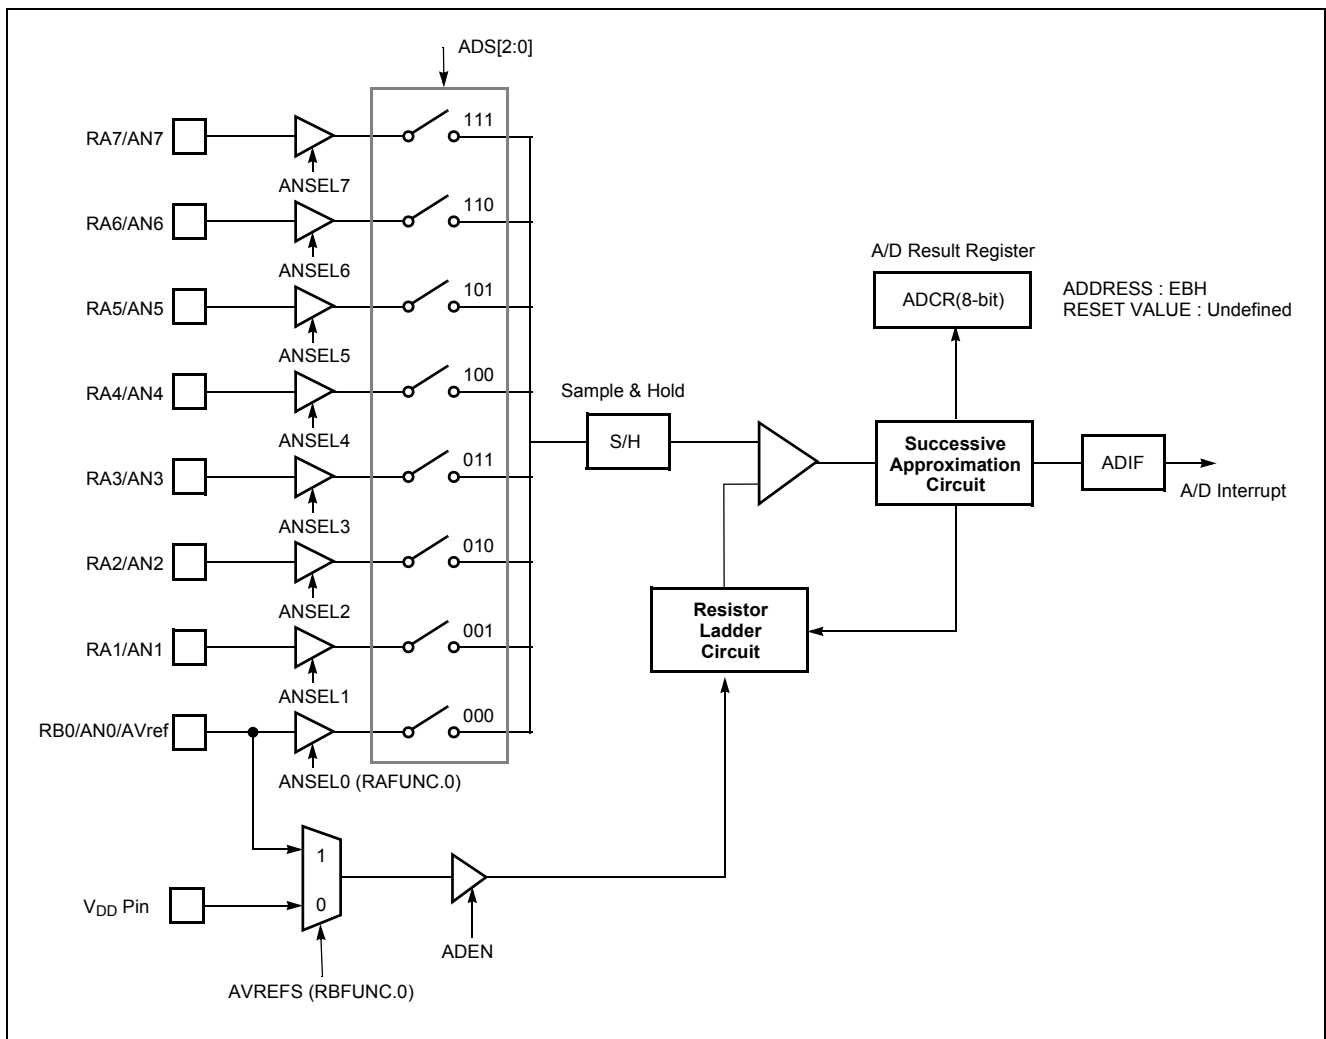 ADS[2:0]
RA7/AN7
111
ANSEL7
RA6/AN6
110
ANSEL6
RA5/AN5
101
ANSEL5
RA4/AN4
100
ANSEL4
RA3/AN3
011
ANSEL3
RA2/AN2
010
ANSEL2
RA1/AN1
001
ANSEL1
RB0/AN0/AVref
000
ANSEL0 (RAFUNC.0)
Sample & Hold
S/H
A/D Result Register
ADCR(8-bit)
ADDRESS : EBH
RESET VALUE : Undefined
Successive
Approximation
Circuit
ADIF
A/D Interrupt
Resistor
Ladder
Circuit
1
0
VDD Pin
ADEN
AVREFS (RBFUNC.0)